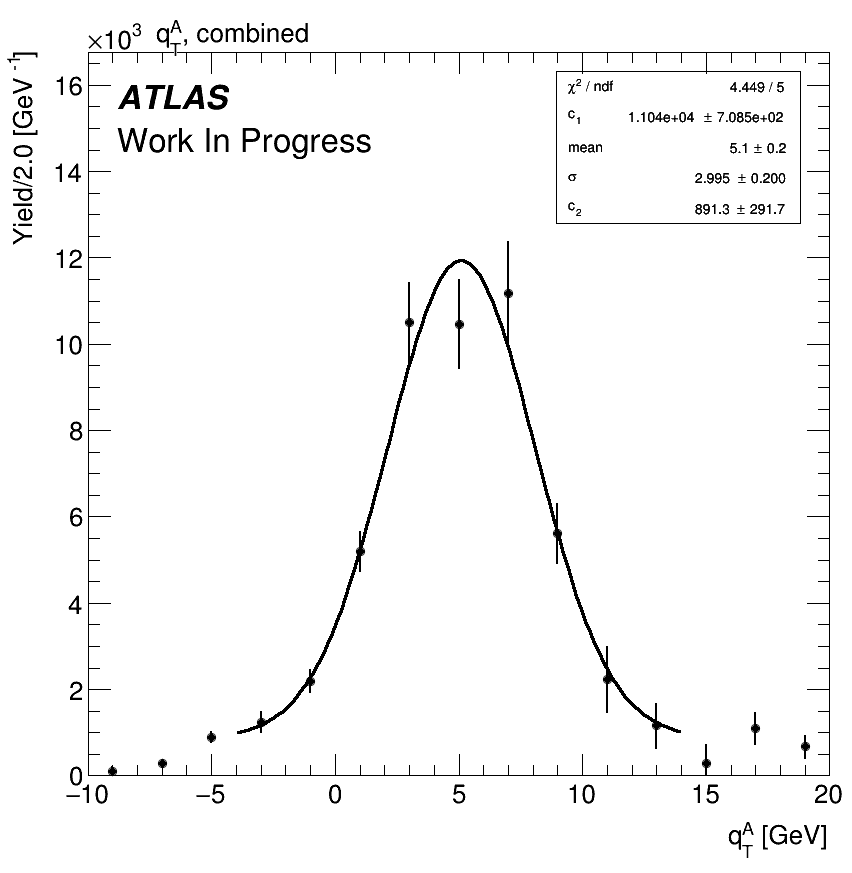 ×10³ qᴬT, combined
ATLAS
Work In Progress
χ² / ndf 4.449 / 5
c₁ 1.104e+04 ± 7.085e+02
mean 5.1 ± 0.2
σ 2.995 ± 0.200
c₂ 891.3 ± 291.7
Yield/2.0 [GeV⁻¹]
16
14
12
10
8
6
4
2
0
−10 −5 0 5 10 15 20
qᴬT [GeV]